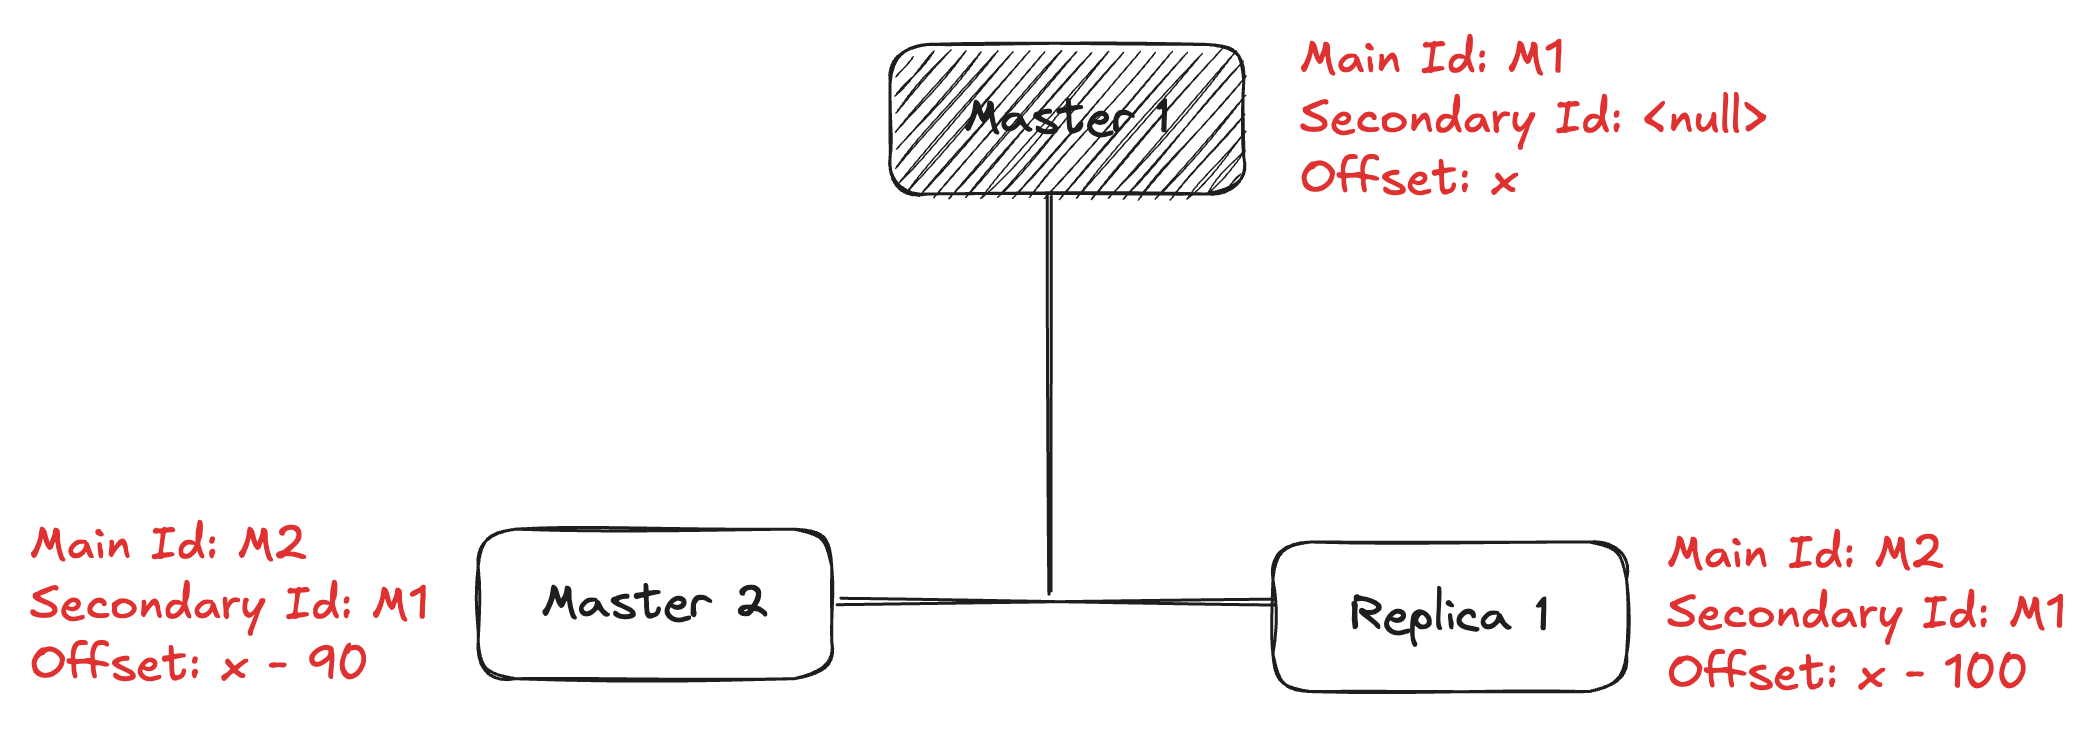 Master 1
Main Id: M1
Secondary Id: <null>
Offset: x
Main Id: M2
Secondary Id: M1
Offset: x - 90
Master 2
Replica 1
Main Id: M2
Secondary Id: M1
Offset: x - 100